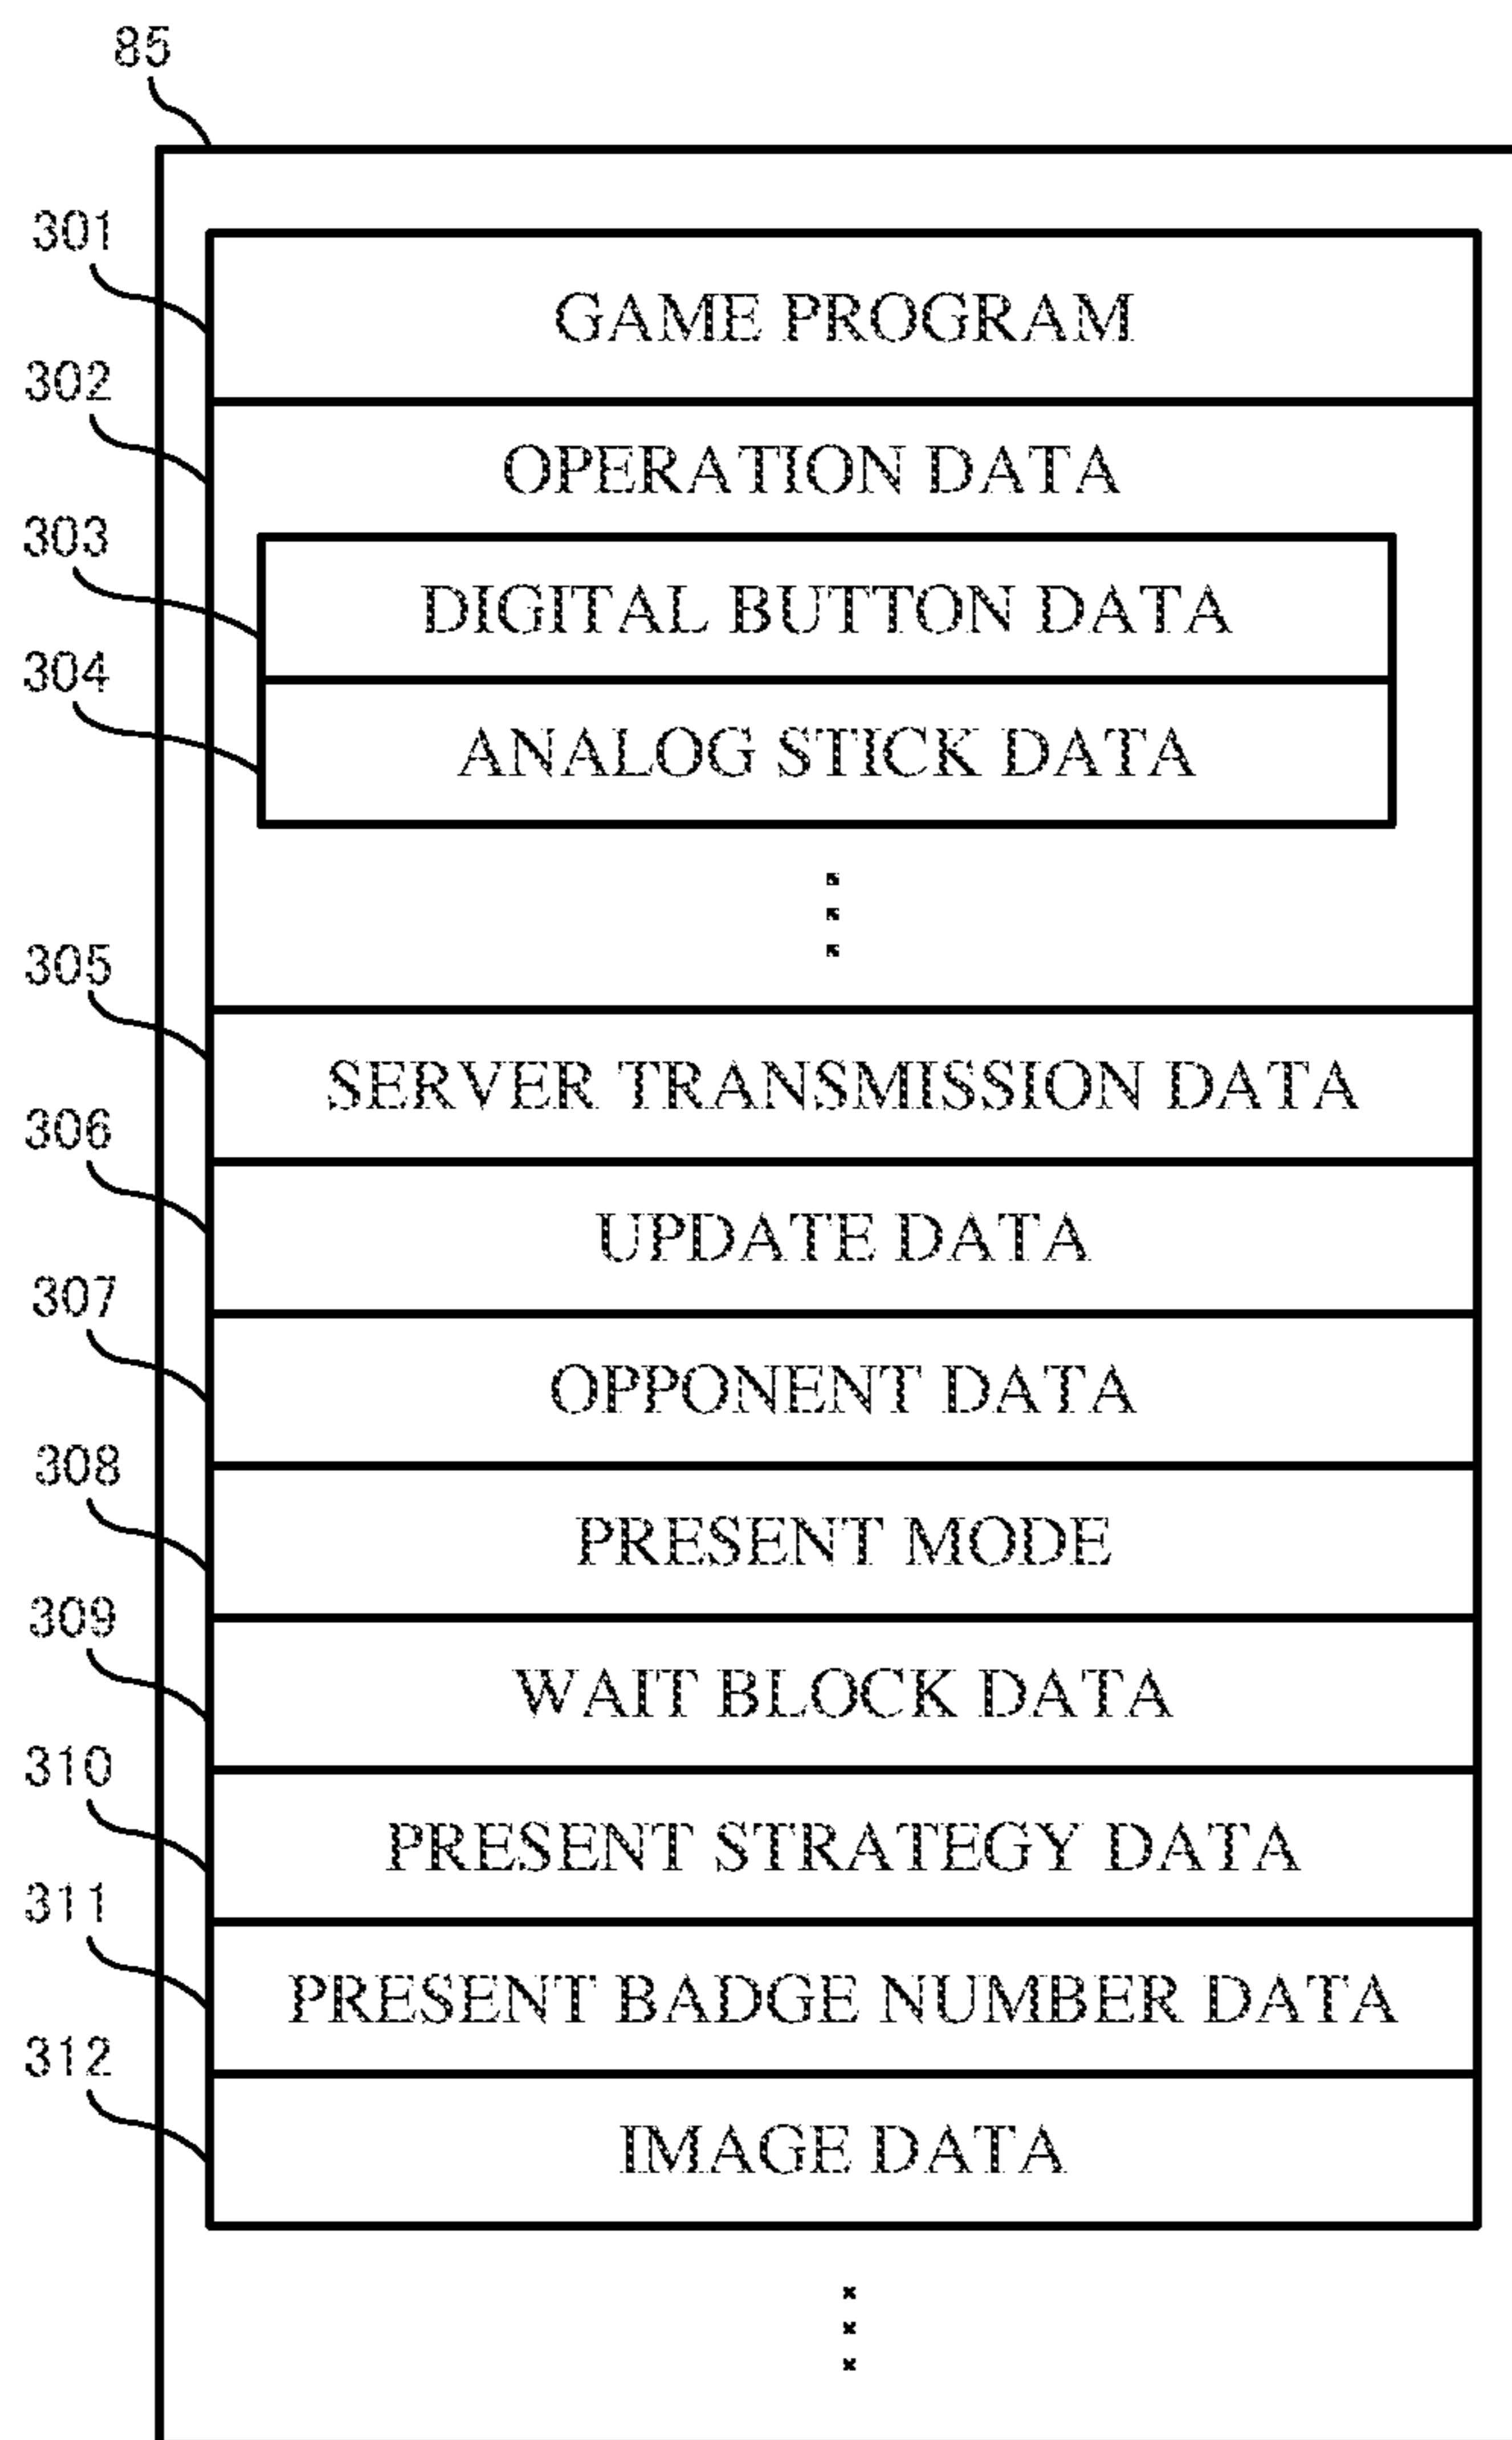 85
301
GAME PROGRAM
302
OPERATION DATA
303
DIGITAL BUTTON DATA
304
ANALOG STICK DATA
305
SERVER TRANSMISSION DATA
306
UPDATE DATA
307
OPPONENT DATA
308
PRESENT MODE
309
WAIT BLOCK DATA
310
PRESENT STRATEGY DATA
311
PRESENT BADGE NUMBER DATA
312
IMAGE DATA